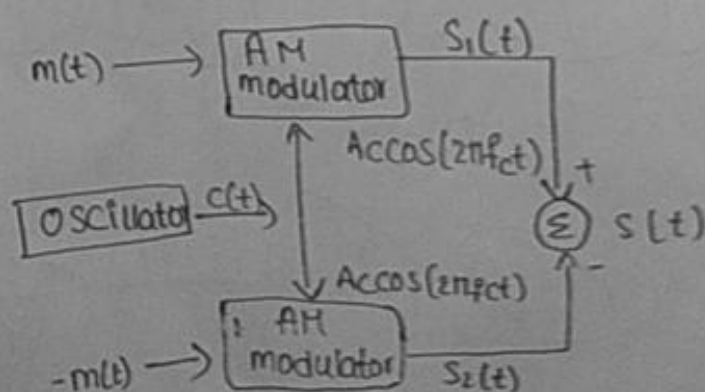 m(t)
AM
modulator
S₁(t)
Accos(2πfct)
+
Oscillator
c(t)
Σ
S(t)
-
Accos(2πfct)
-m(t)
: AM
modulator
S₂(t)